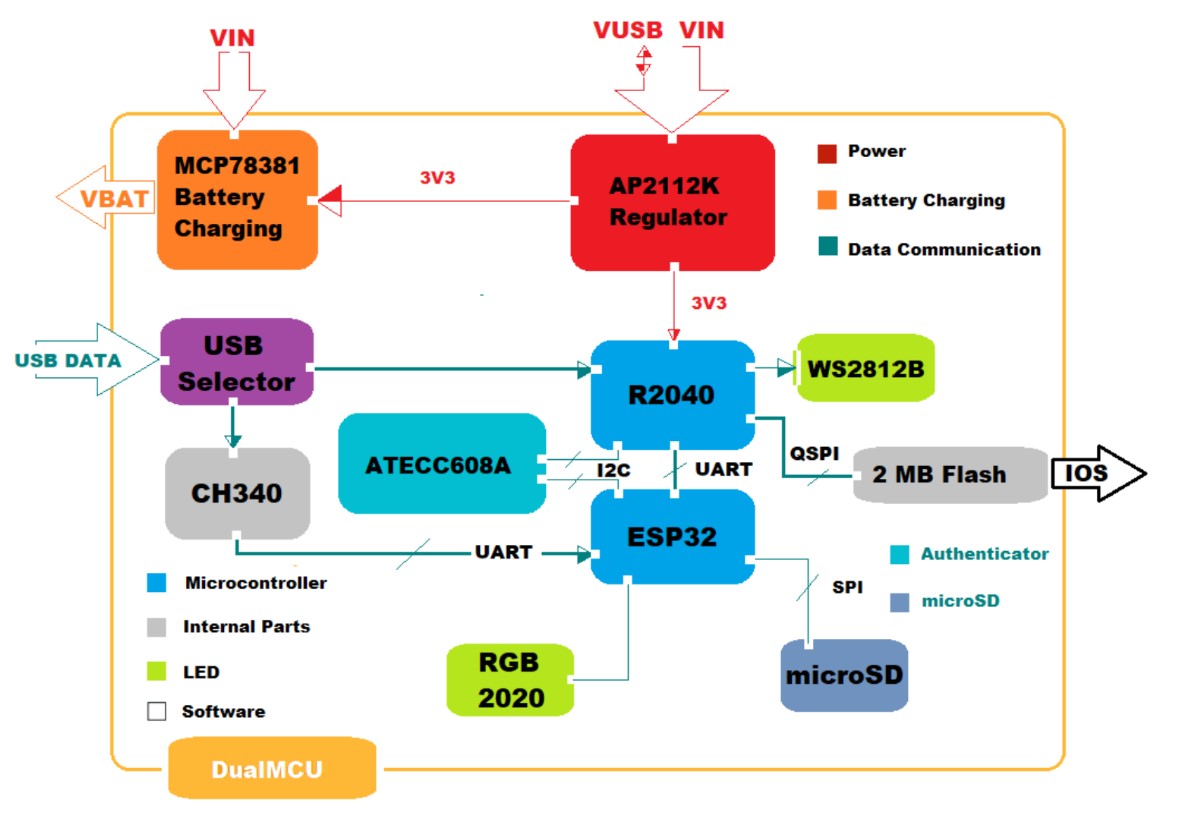 VIN
VUSB VIN
MCP78381
Battery
Charging
VBAT
3V3
AP2112K
Regulator
Power
Battery Charging
Data Communication
3V3
USB DATA
USB
Selector
R2040
WS2812B
ATECC608A
I2C
UART
QSPI
2 MB Flash
IOS
CH340
ESP32
UART
Authenticator
microSD
SPI
Microcontroller
Internal Parts
LED
Software
RGB
2020
microSD
DualMCU